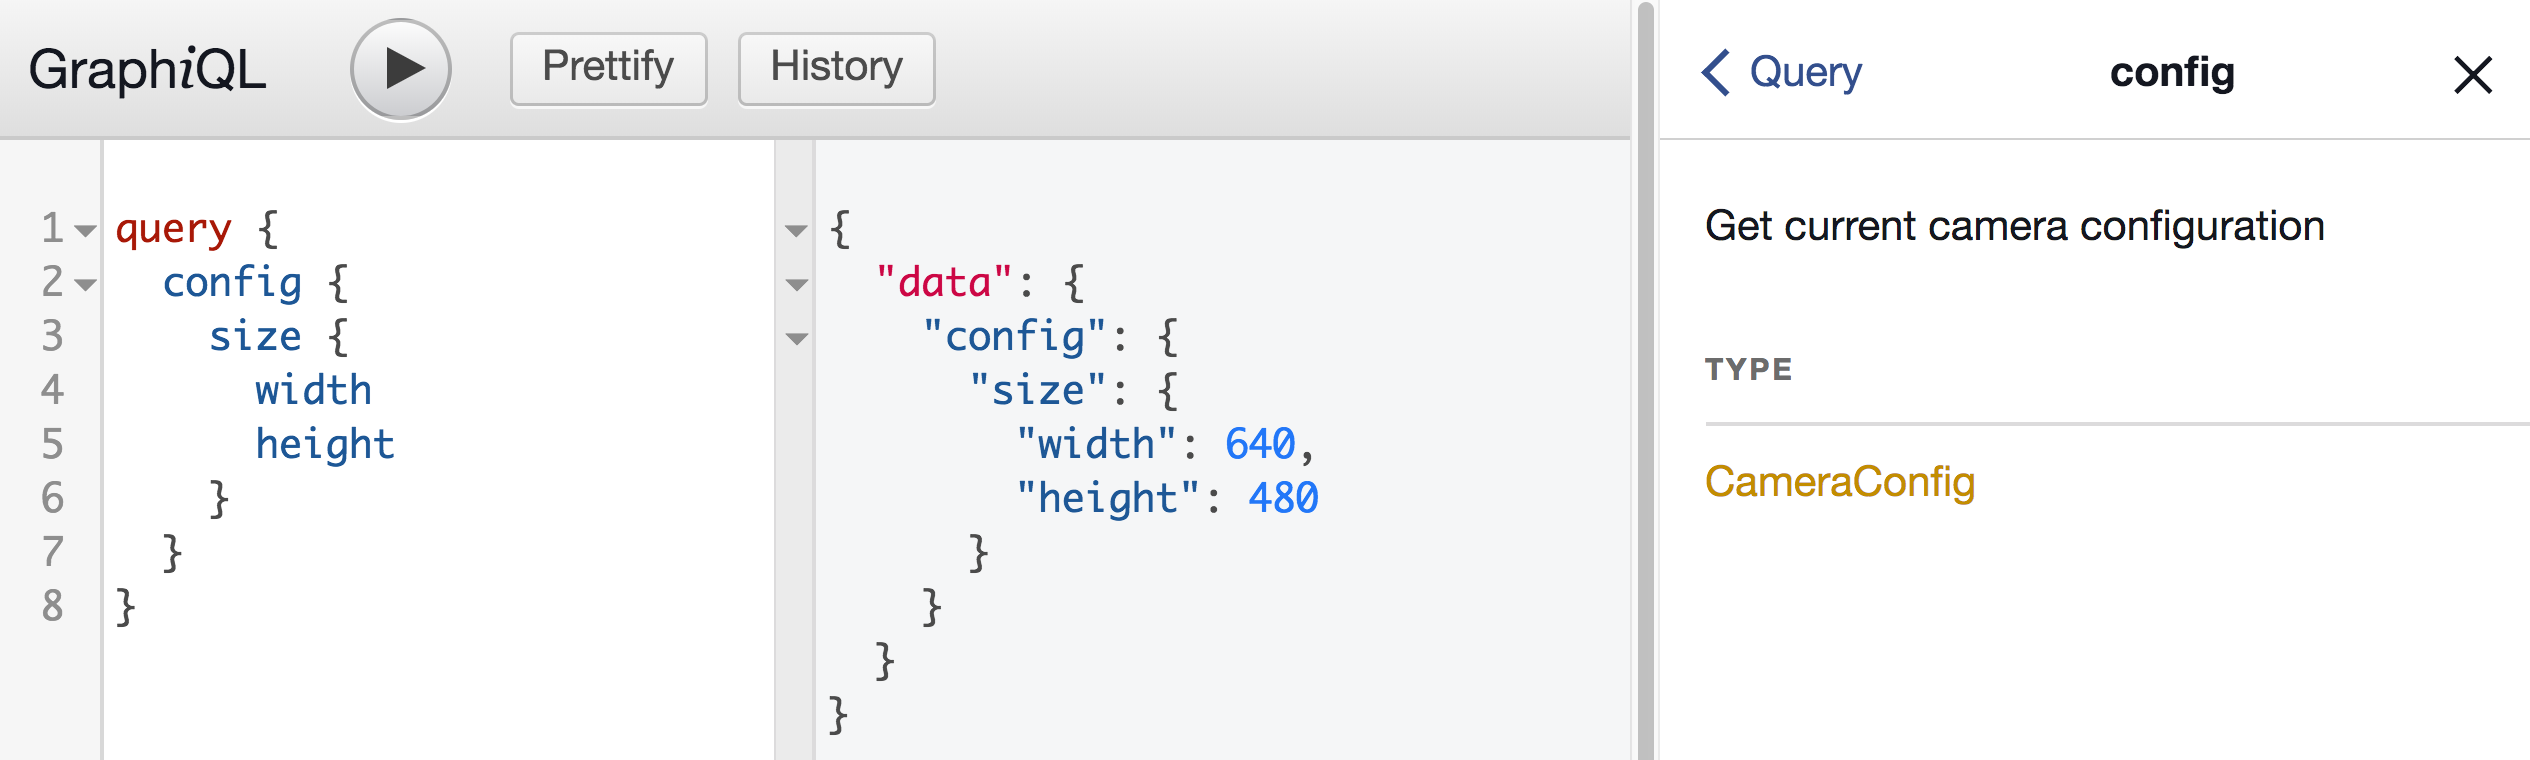 GraphiQL
Prettify
History
1 query {
2   config {
3     size {
4       width
5       height
6     }
7   }
8 }
{
  "data": {
    "config": {
      "size": {
        "width": 640,
        "height": 480
      }
    }
  }
}
Query
config
Get current camera configuration
TYPE
CameraConfig